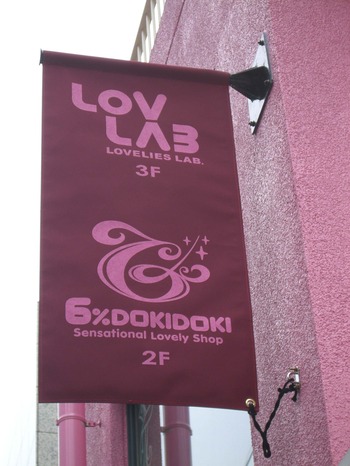 LOV
LAB
LOVELIES LAB.
3F
6%DOKIDOKI
Sensational Lovely Shop
2F